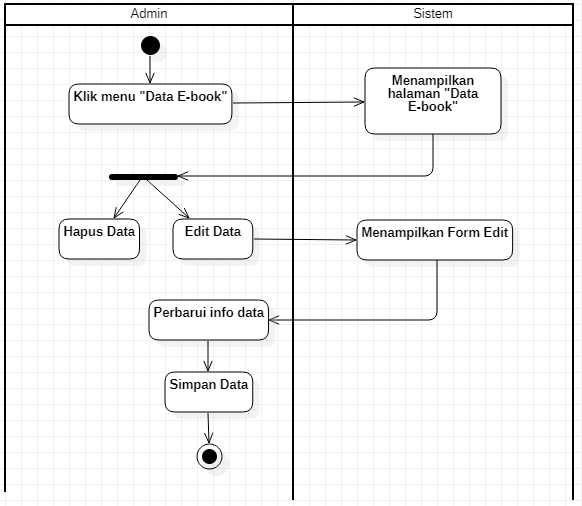 Admin
Sistem
Klik menu "Data E-book"
Menampilkan
halaman "Data
E-book"
Hapus Data
Edit Data
Menampilkan Form Edit
Perbarui info data
Simpan Data